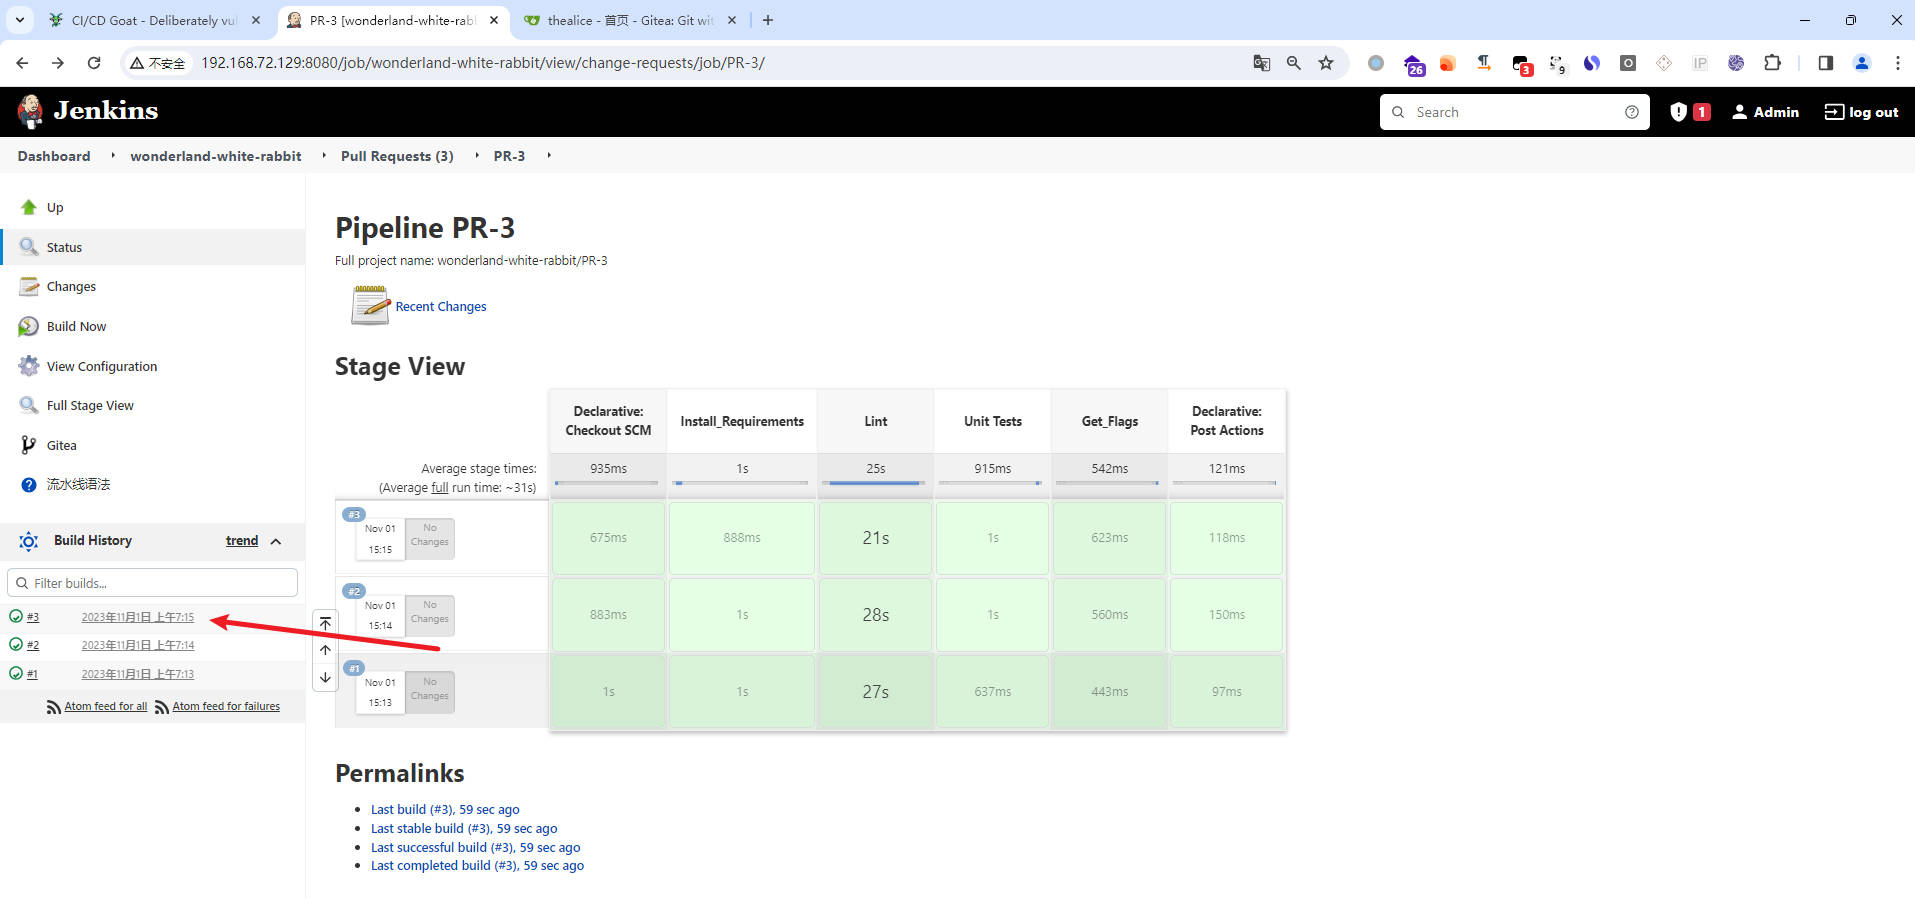 CI/CD Goat - Deliberately vul
PR-3 [wonderland-white-rabb
thealice - 首页 - Gitea: Git wit
不安全
192.168.72.129:8080/job/wonderland-white-rabbit/view/change-requests/job/PR-3/
26
3
9
IP
Jenkins
Search
1
Admin
log out
Dashboard
wonderland-white-rabbit
Pull Requests (3)
PR-3
Up
Status
Changes
Build Now
View Configuration
Full Stage View
Gitea
流水线语法
Build History
trend
Filter builds...
#3 2023年11月1日 上午7:15
#2 2023年11月1日 上午7:14
#1 2023年11月1日 上午7:13
Atom feed for all
Atom feed for failures
Pipeline PR-3
Full project name: wonderland-white-rabbit/PR-3
Recent Changes
Stage View
Declarative: Checkout SCM
Install_Requirements
Lint
Unit Tests
Get_Flags
Declarative: Post Actions
Average stage times:
(Average full run time: ~31s)
935ms
1s
25s
915ms
542ms
121ms
#3
Nov 01
15:15
No Changes
675ms
888ms
21s
1s
623ms
118ms
#2
Nov 01
15:14
No Changes
883ms
1s
28s
1s
560ms
150ms
#1
Nov 01
15:13
No Changes
1s
1s
27s
637ms
443ms
97ms
Permalinks
Last build (#3), 59 sec ago
Last stable build (#3), 59 sec ago
Last successful build (#3), 59 sec ago
Last completed build (#3), 59 sec ago